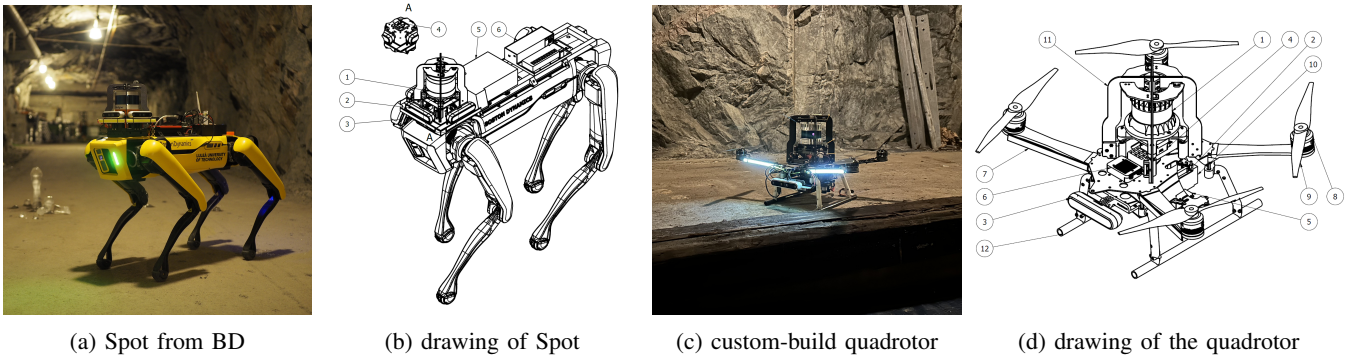 A
4
5
6
1
2
3
A
BOSTON DYNAMICS
LULEÅ UNIVERSITY
OF TECHNOLOGY
11
1
4
2
10
7
6
3
12
9
8
5
(a) Spot from BD
(b) drawing of Spot
(c) custom-build quadrotor
(d) drawing of the quadrotor